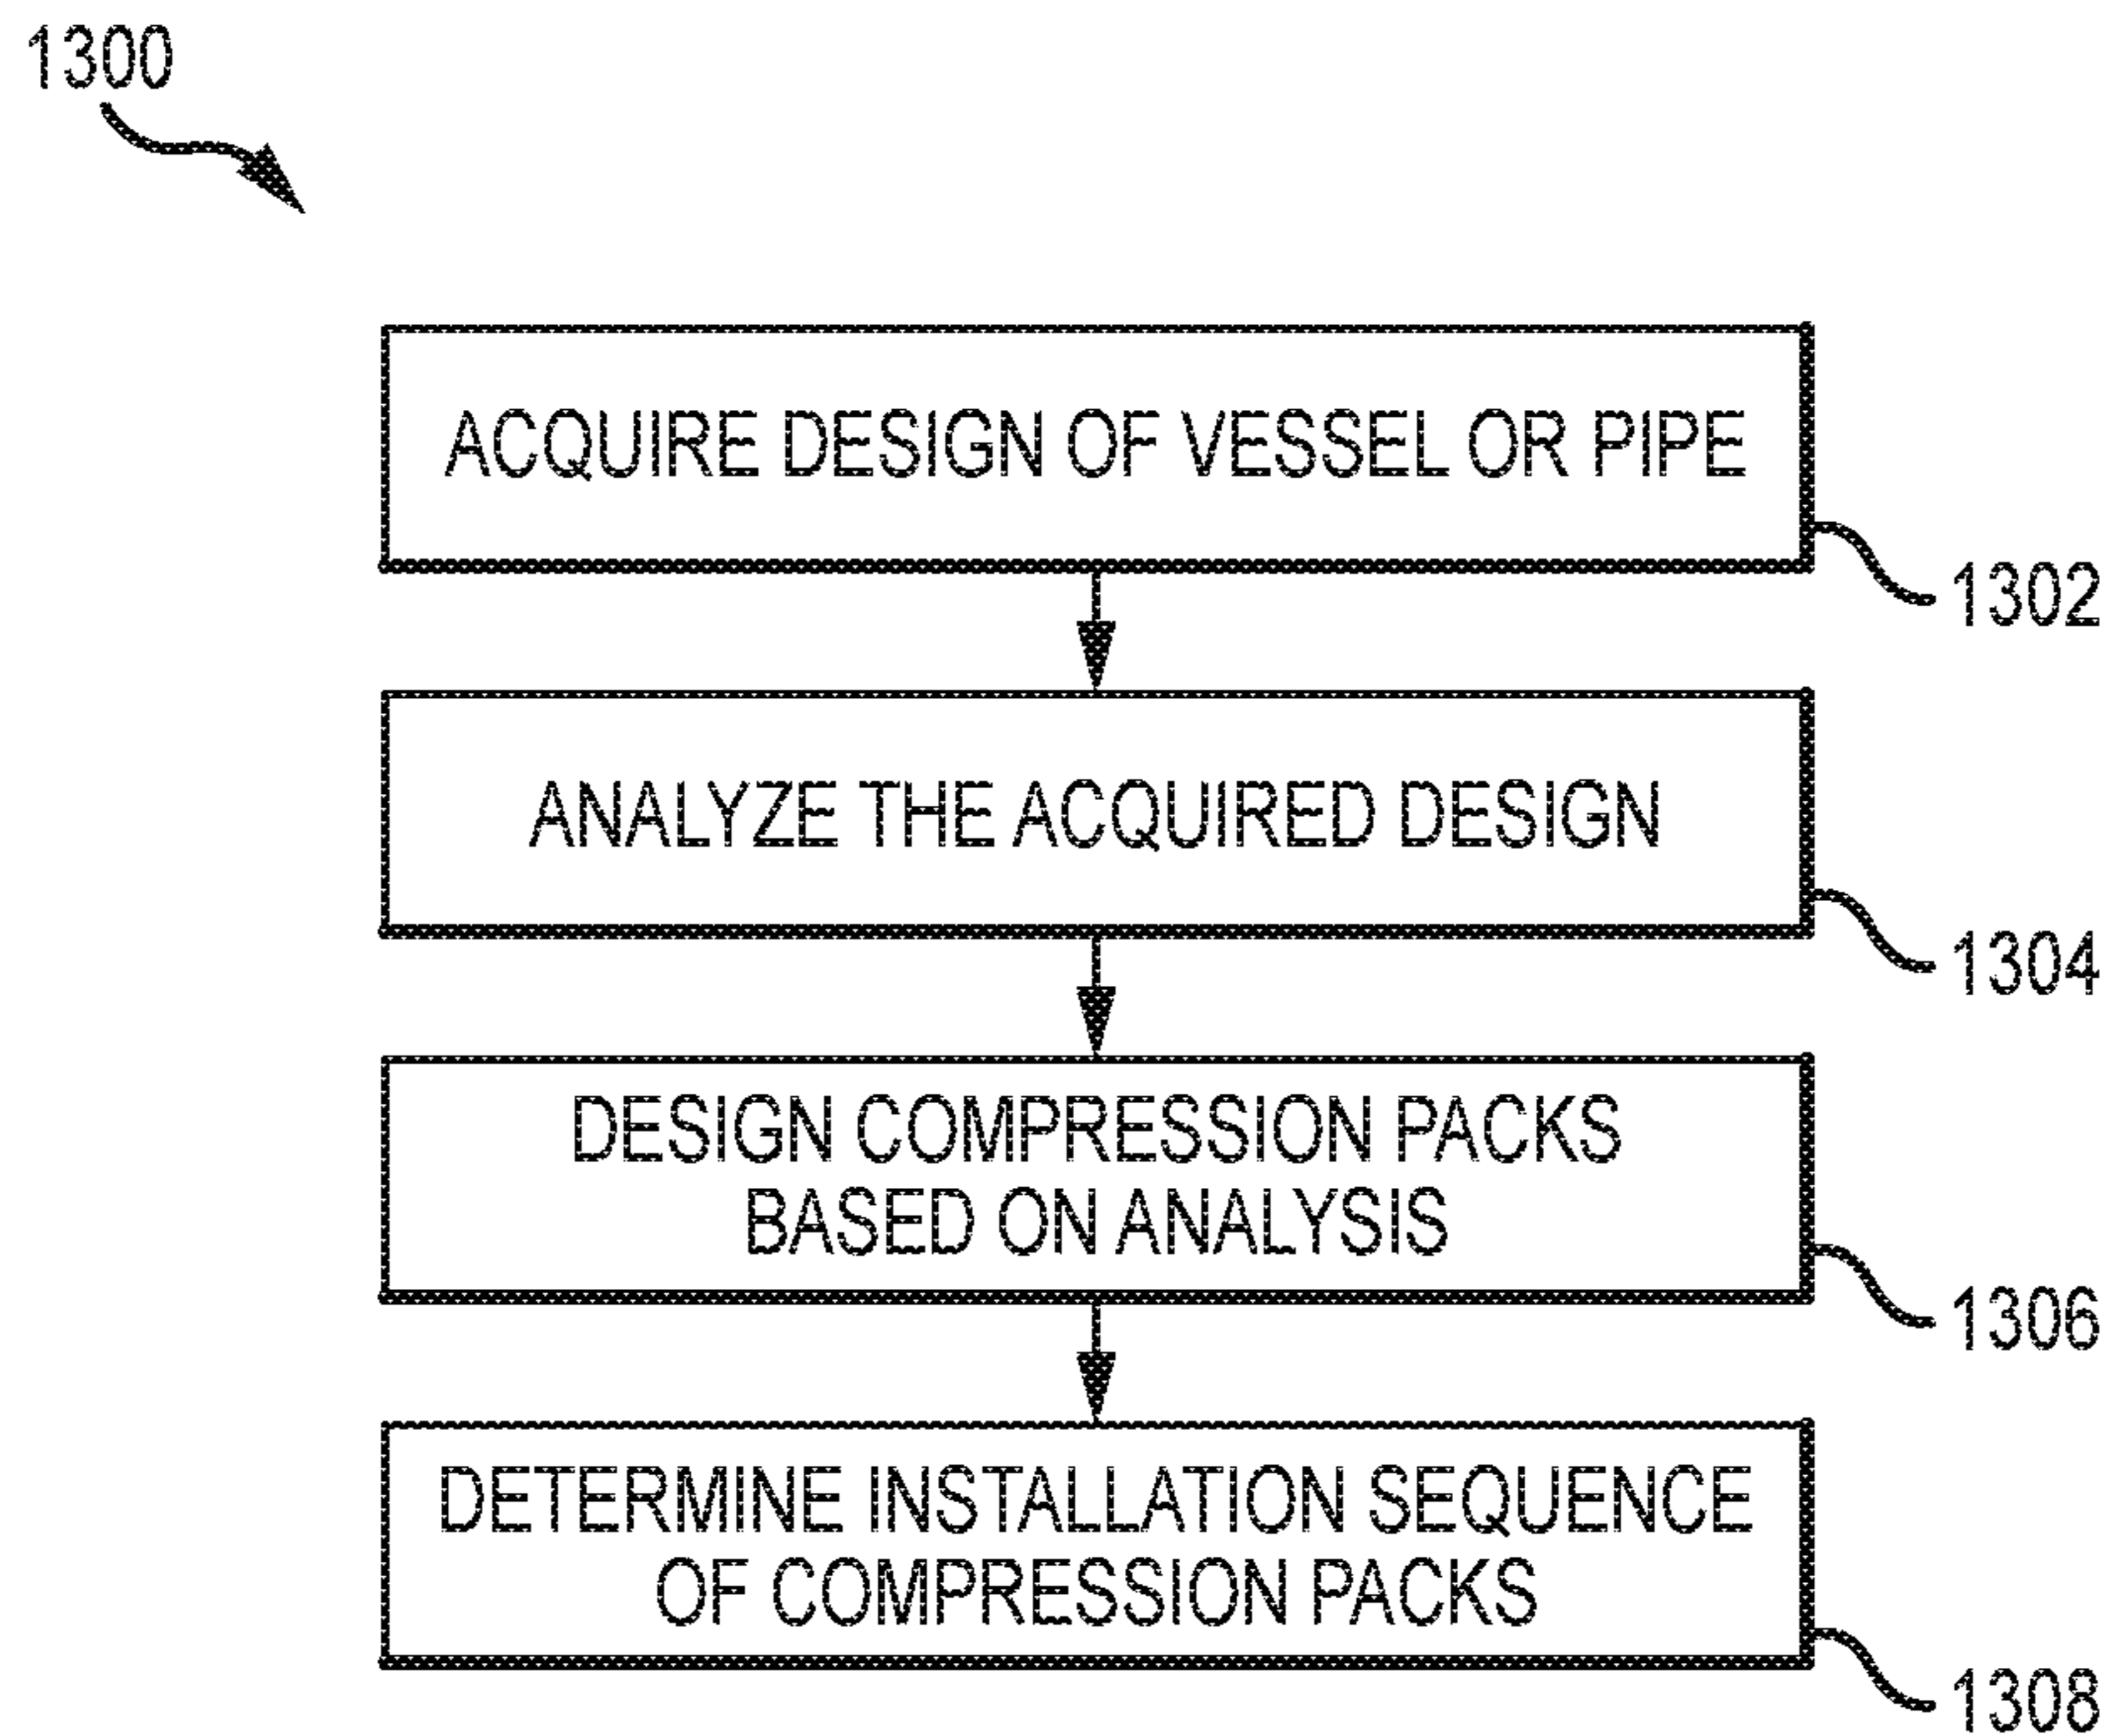 1300
ACQUIRE DESIGN OF VESSEL OR PIPE
1302
ANALYZE THE ACQUIRED DESIGN
1304
DESIGN COMPRESSION PACKS
BASED ON ANALYSIS
1306
DETERMINE INSTALLATION SEQUENCE
OF COMPRESSION PACKS
1308